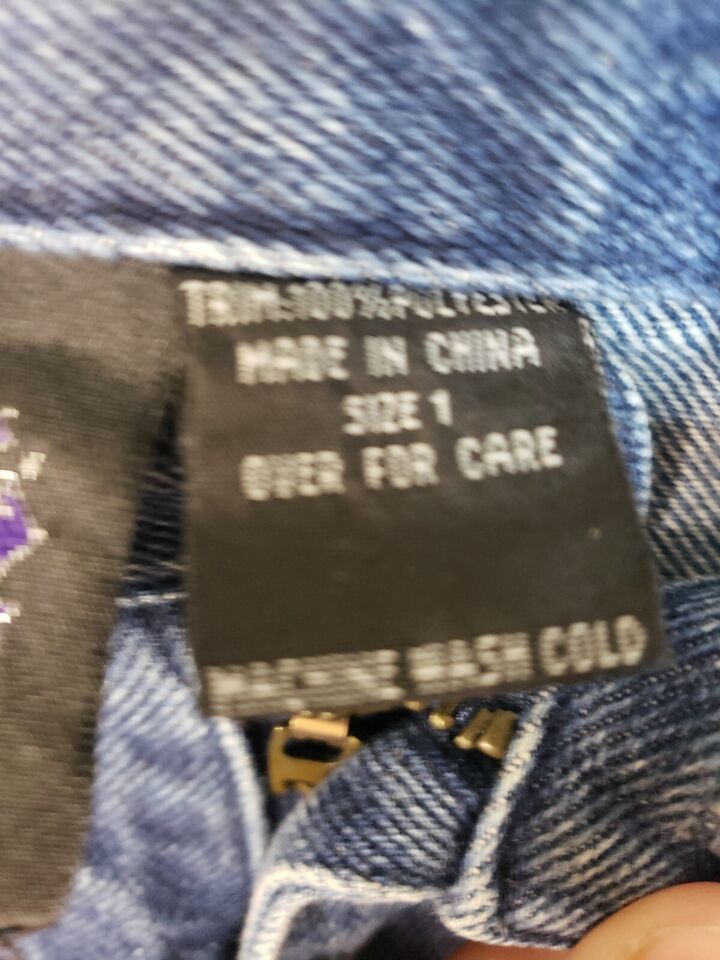 TRIM:100%POLYESTER
MADE IN CHINA
SIZE 1
OVER FOR CARE
MACHINE WASH COLD